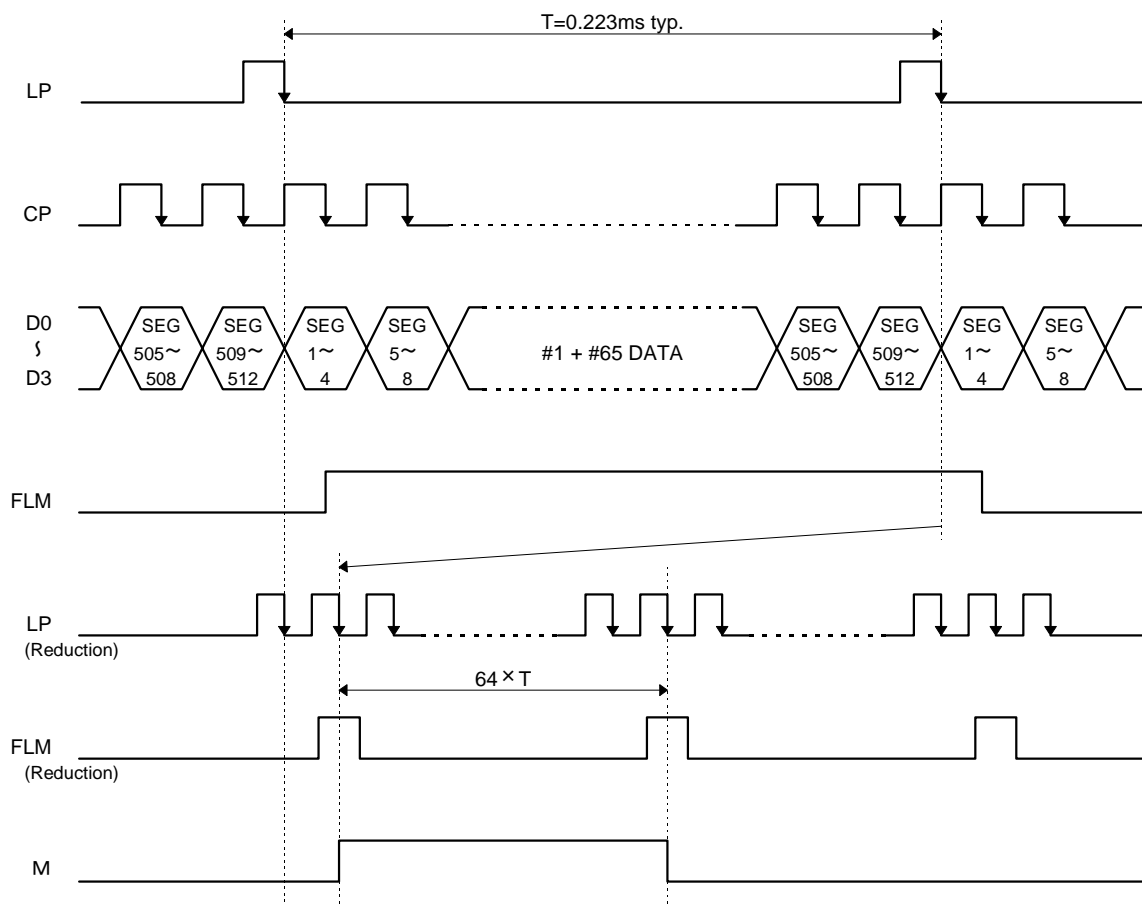 T=0.223ms typ.
LP
CP
D0
~
D3
SEG
505~
508
SEG
509~
512
SEG
1~
4
SEG
5~
8
#1 + #65 DATA
SEG
505~
508
SEG
509~
512
SEG
1~
4
SEG
5~
8
FLM
LP
(Reduction)
64 × T
FLM
(Reduction)
M